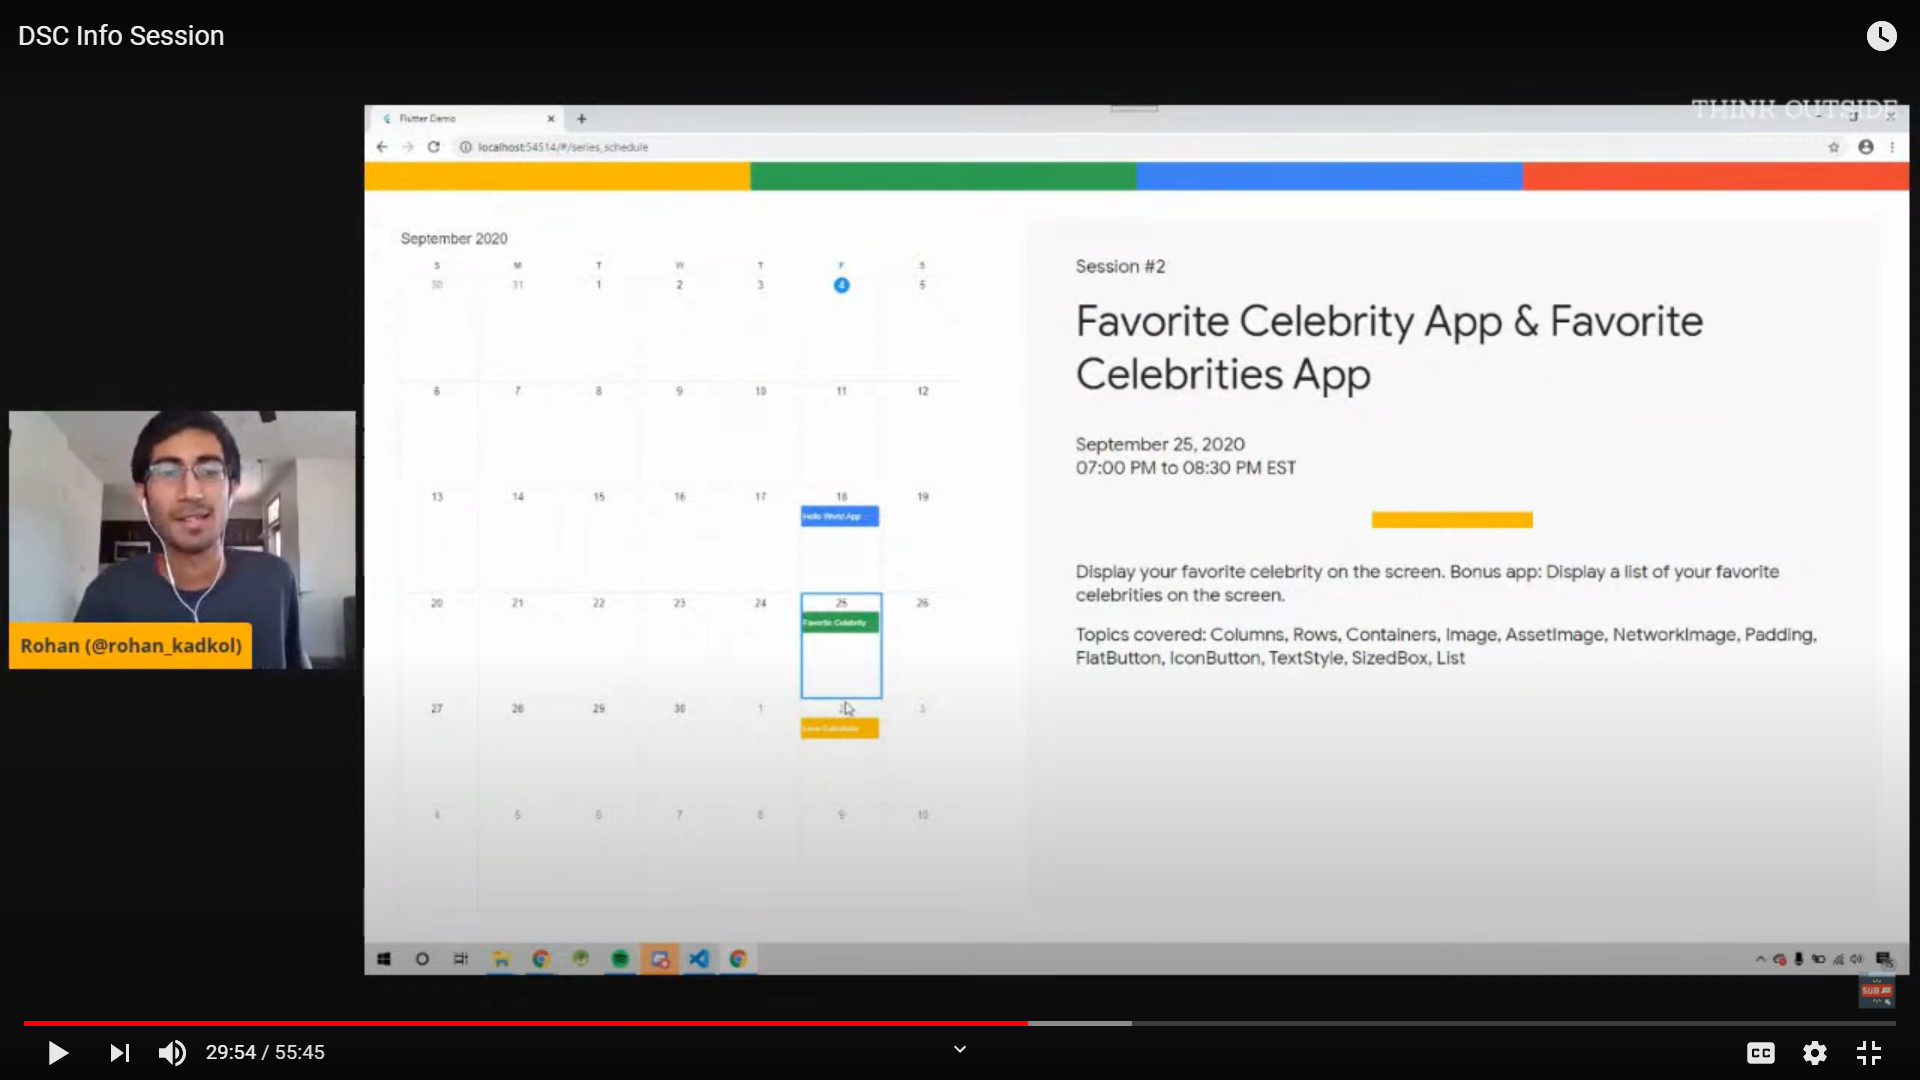 DSC Info Session
THINK OUTSIDE
Flutter Demo
localhost:54514/#/series_schedule
September 2020
S M T W T F S
30 31 1 2 3 4 5
6 7 8 9 10 11 12
13 14 15 16 17 18 19
Hello World App
20 21 22 23 24 25 26
Favorite Celebrity
27 28 29 30 1 2 3
Love Calculator
4 5 6 7 8 9 10
Session #2
Favorite Celebrity App & Favorite
Celebrities App
September 25, 2020
07:00 PM to 08:30 PM EST
Display your favorite celebrity on the screen. Bonus app: Display a list of your favorite
celebrities on the screen.
Topics covered: Columns, Rows, Containers, Image, AssetImage, NetworkImage, Padding,
FlatButton, IconButton, TextStyle, SizedBox, List
Rohan (@rohan_kadkol)
SUB
29:54 / 55:45
CC